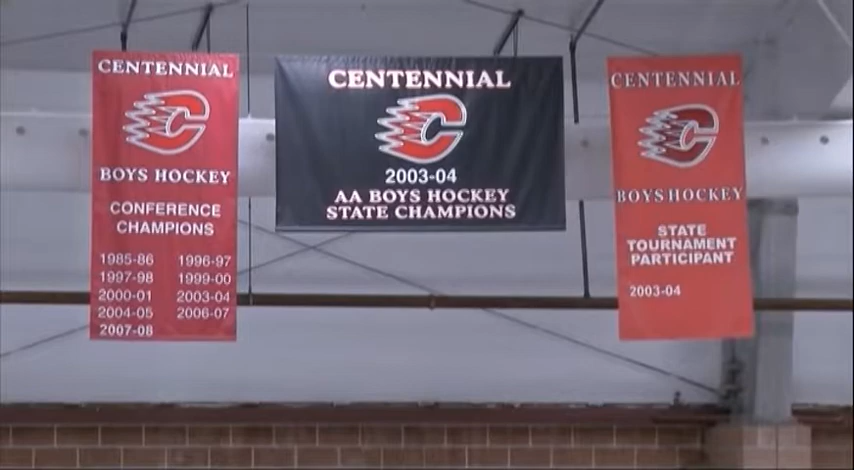 CENTENNIAL
BOYS HOCKEY
CONFERENCE
CHAMPIONS
1985-86 1996-97
1997-98 1999-00
2000-01 2003-04
2004-05 2006-07
2007-08
CENTENNIAL
2003-04
AA BOYS HOCKEY
STATE CHAMPIONS
CENTENNIAL
BOYS HOCKEY
STATE
TOURNAMENT
PARTICIPANT
2003-04